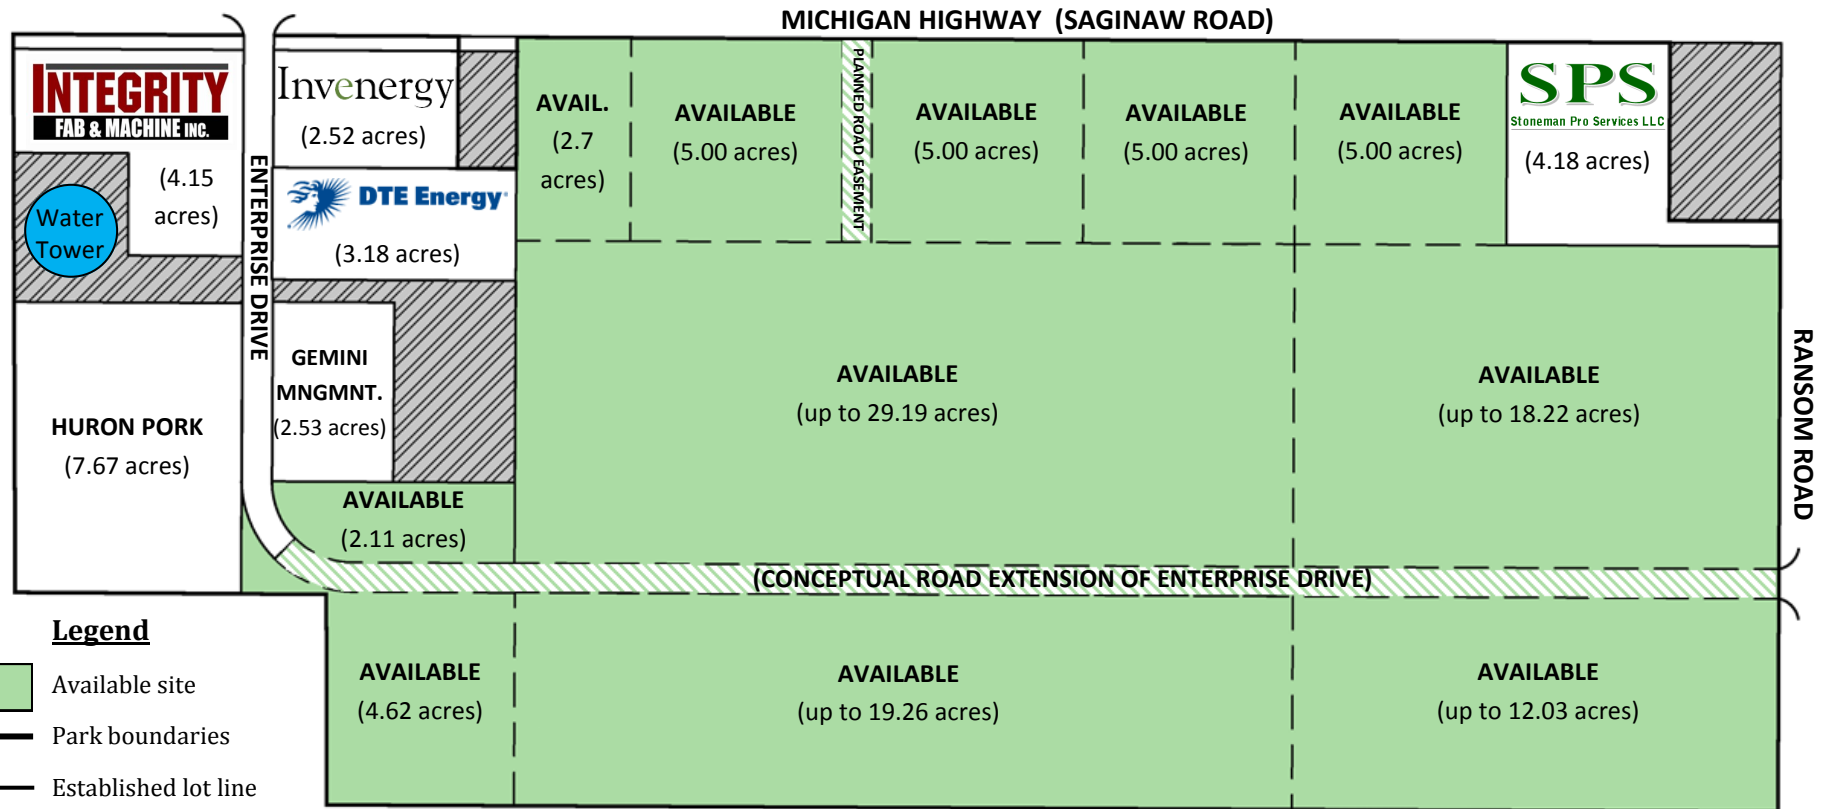 MICHIGAN HIGHWAY (SAGINAW ROAD)
INTEGRITY
FAB & MACHINE INC.
(4.15
acres)
Water
Tower
ENTERPRISE DRIVE
Invenergy
(2.52 acres)
DTE Energy®
(3.18 acres)
GEMINI
MNGMNT.
(2.53 acres)
HURON PORK
(7.67 acres)
AVAIL.
(2.7
acres)
AVAILABLE
(5.00 acres)
PLANNED ROAD EASEMENT
AVAILABLE
(5.00 acres)
AVAILABLE
(5.00 acres)
AVAILABLE
(5.00 acres)
SPS
Stoneman Pro Services LLC
(4.18 acres)
AVAILABLE
(up to 29.19 acres)
AVAILABLE
(up to 18.22 acres)
RANSOM ROAD
AVAILABLE
(2.11 acres)
(CONCEPTUAL ROAD EXTENSION OF ENTERPRISE DRIVE)
AVAILABLE
(4.62 acres)
AVAILABLE
(up to 19.26 acres)
AVAILABLE
(up to 12.03 acres)
Legend
Available site
Park boundaries
Established lot line